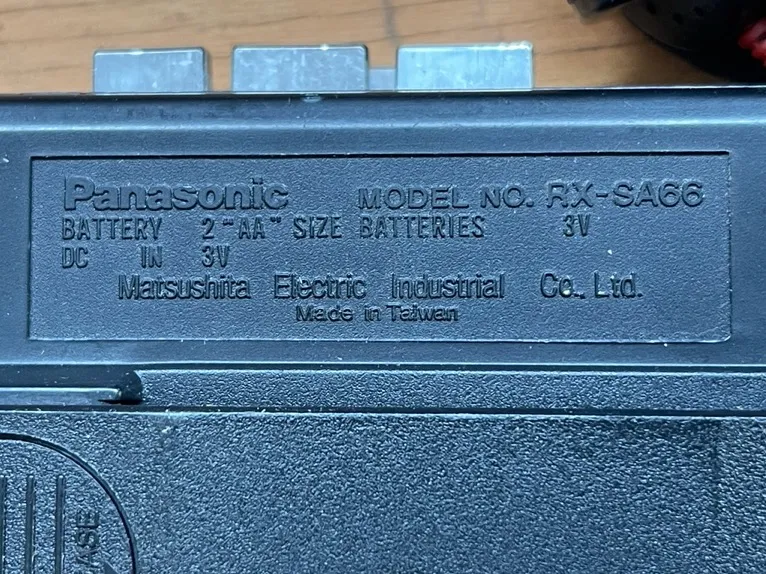 Panasonic MODEL NO. RX-SA66
BATTERY 2 "AA" SIZE BATTERIES 3V
DC IN 3V
Matsushita Electric Industrial Co., Ltd.
Made in Taiwan